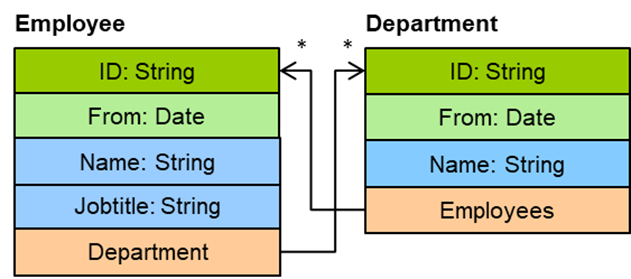 Employee
*
ID: String
From: Date
Name: String
Jobtitle: String
Department
Department
*
ID: String
From: Date
Name: String
Employees